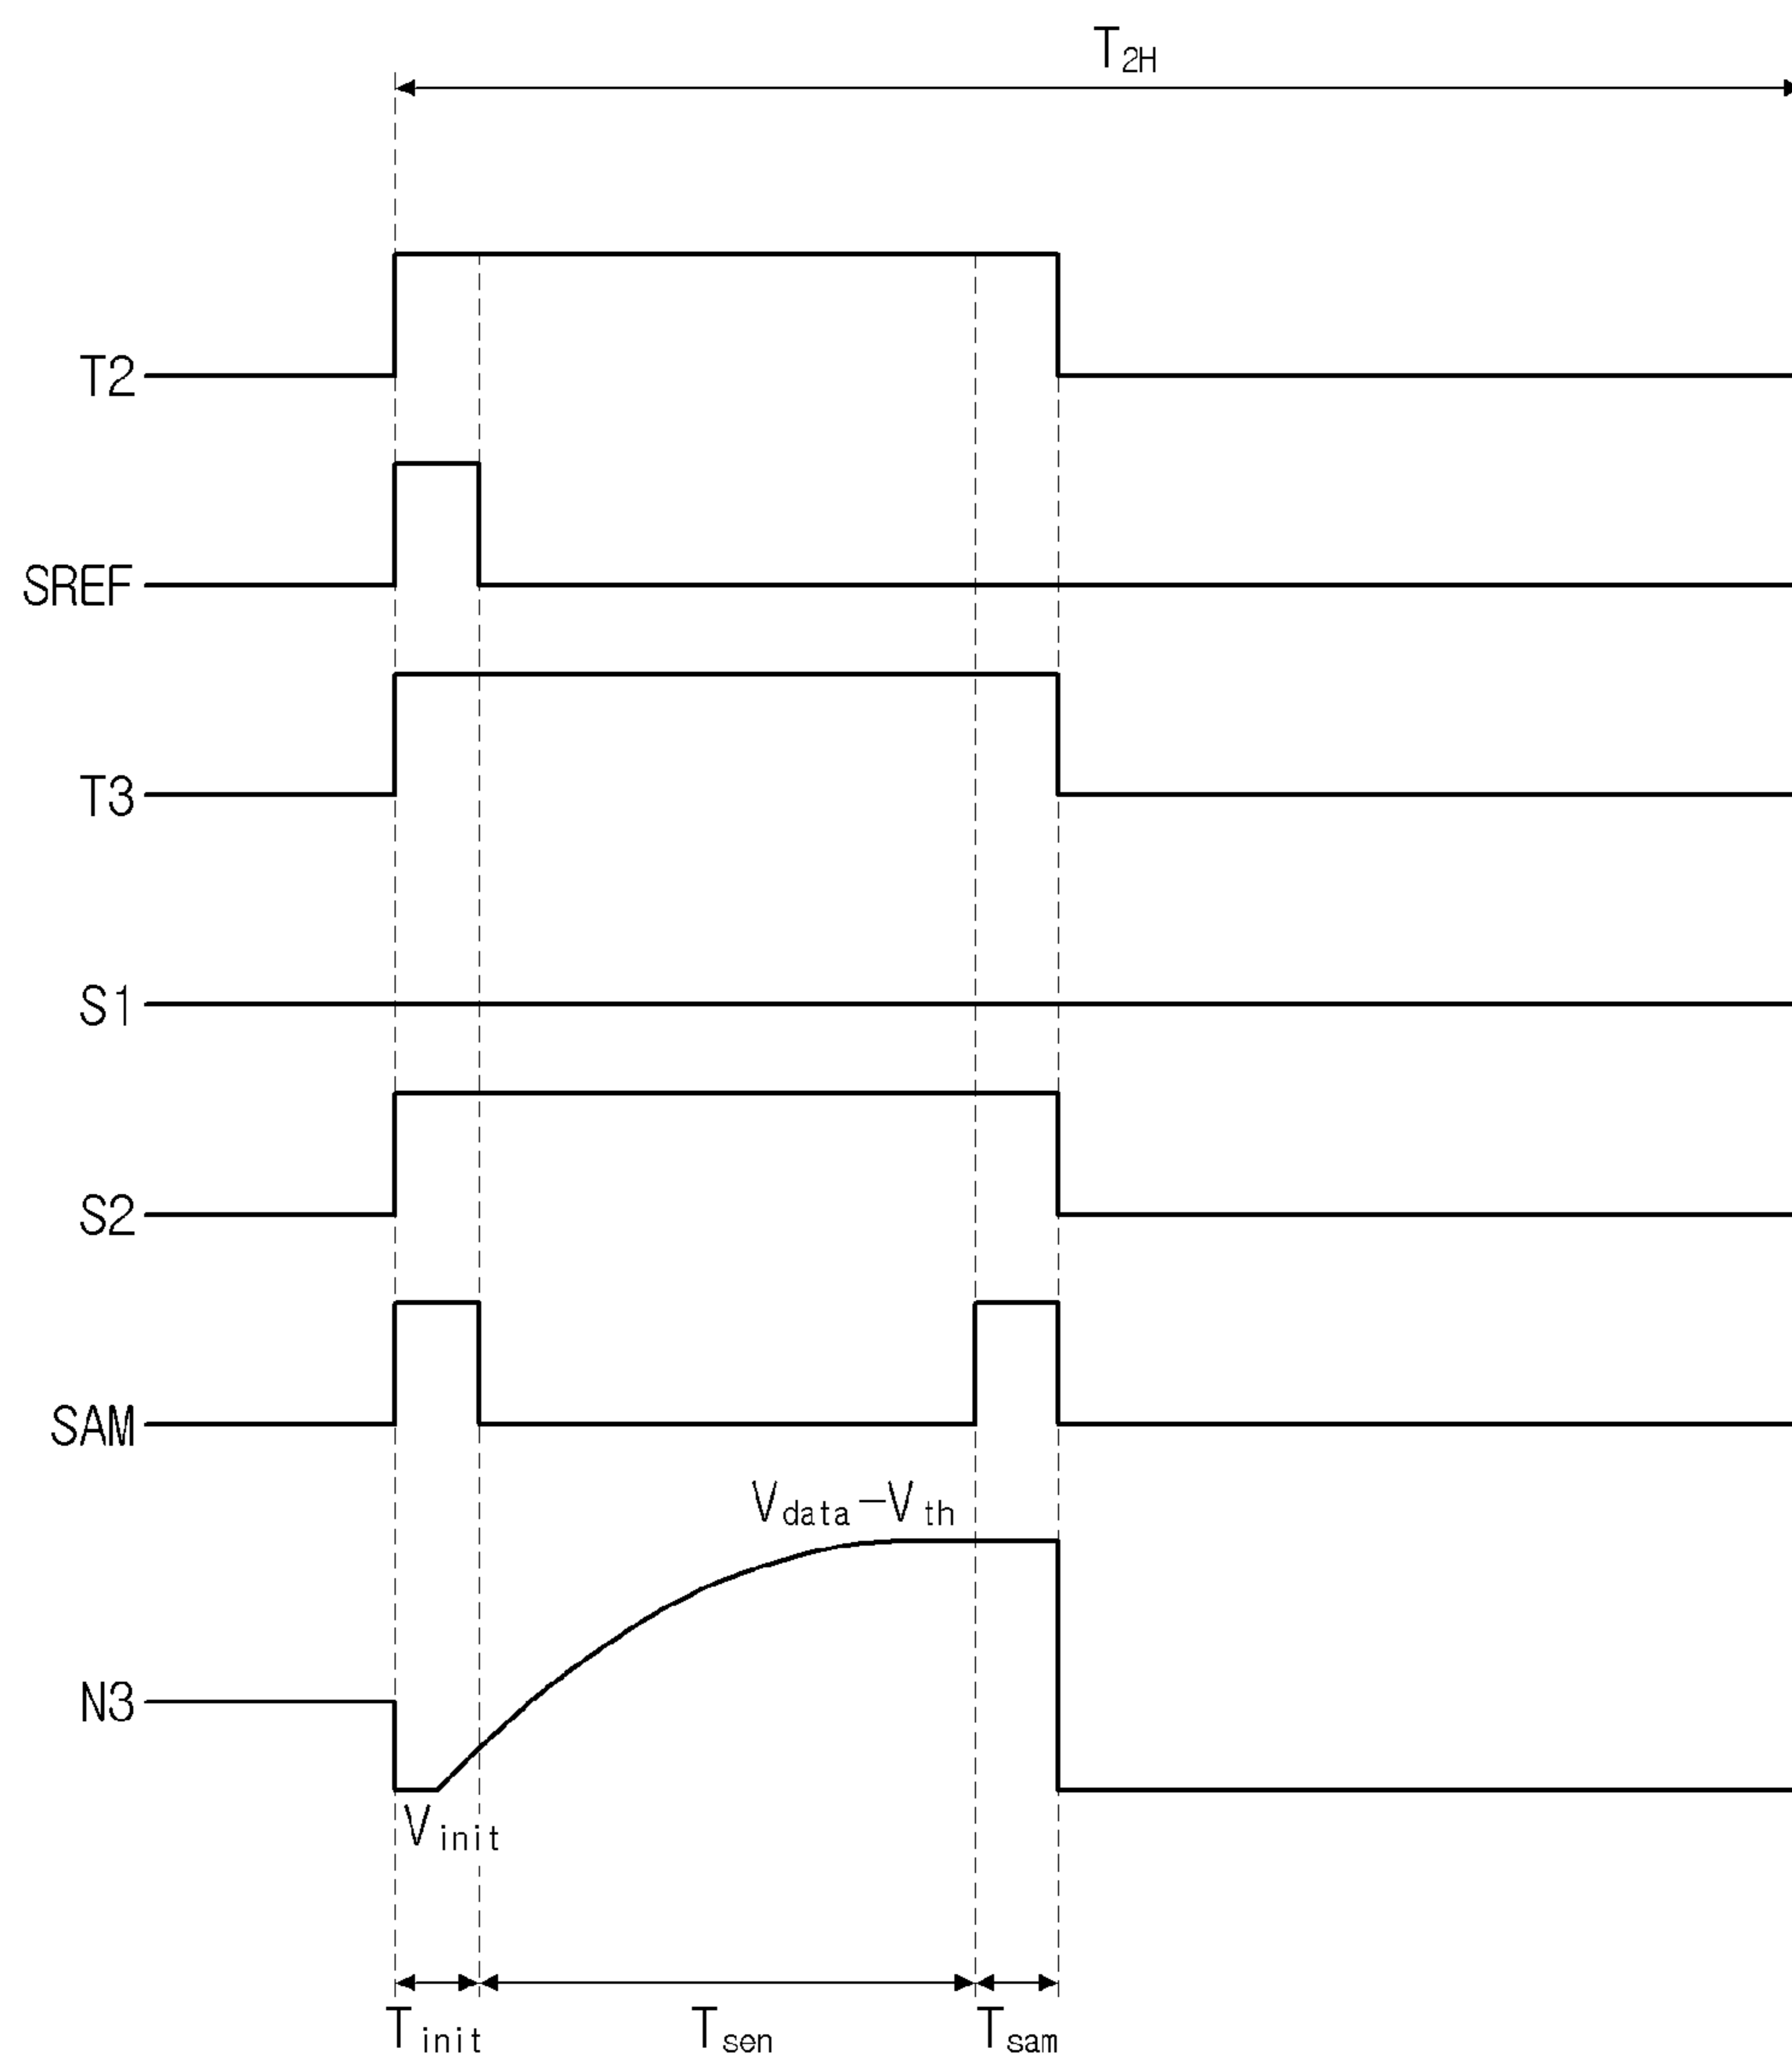 T2H
T2
SREF
T3
S1
S2
SAM
Vdata-Vth
N3
Vinit
Tinit Tsen Tsam